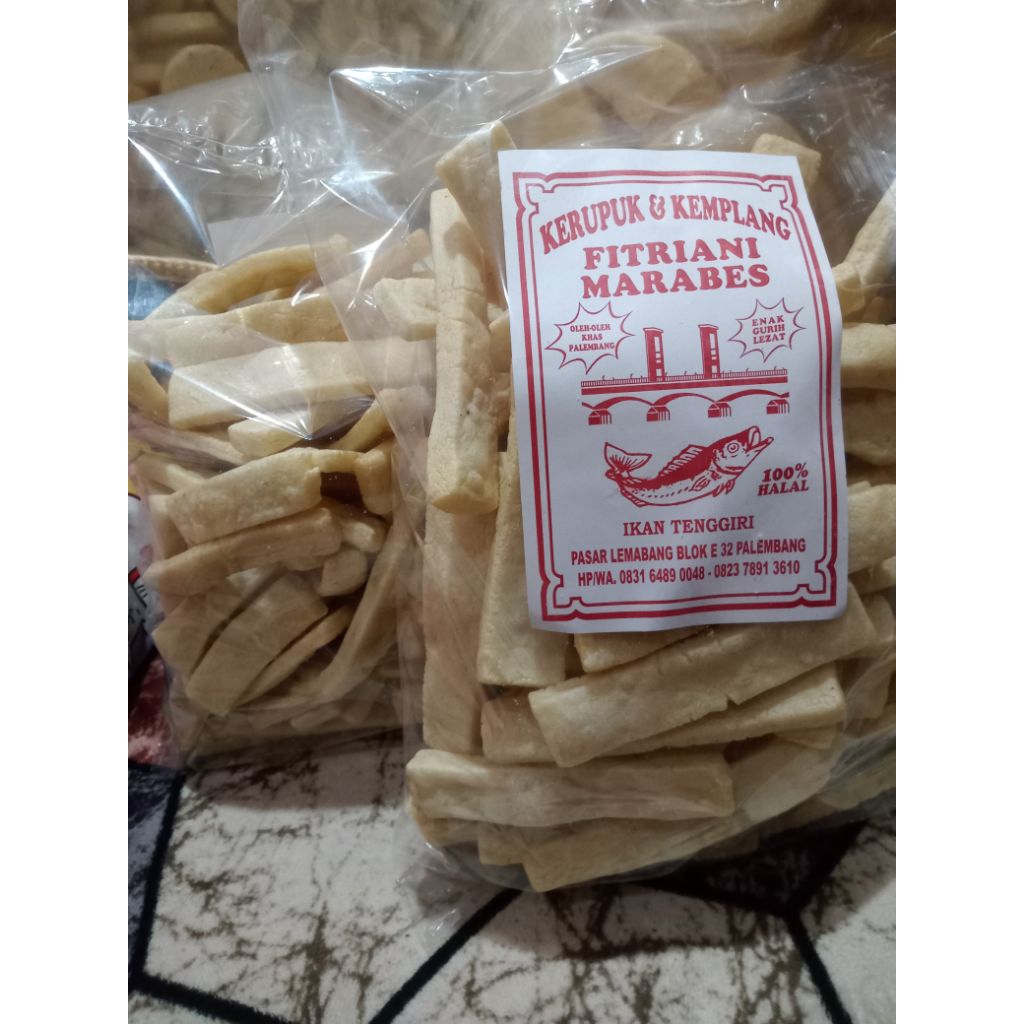 KERUPUK & KEMPLANG
FITRIANI
MARABES
OLEH-OLEH
KHAS
PALEMBANG
ENAK
GURIH
LEZAT
100%
HALAL
IKAN TENGGIRI
PASAR LEMABANG BLOK E 32 PALEMBANG
HP/WA. 0831 6489 0048 - 0823 7891 3610